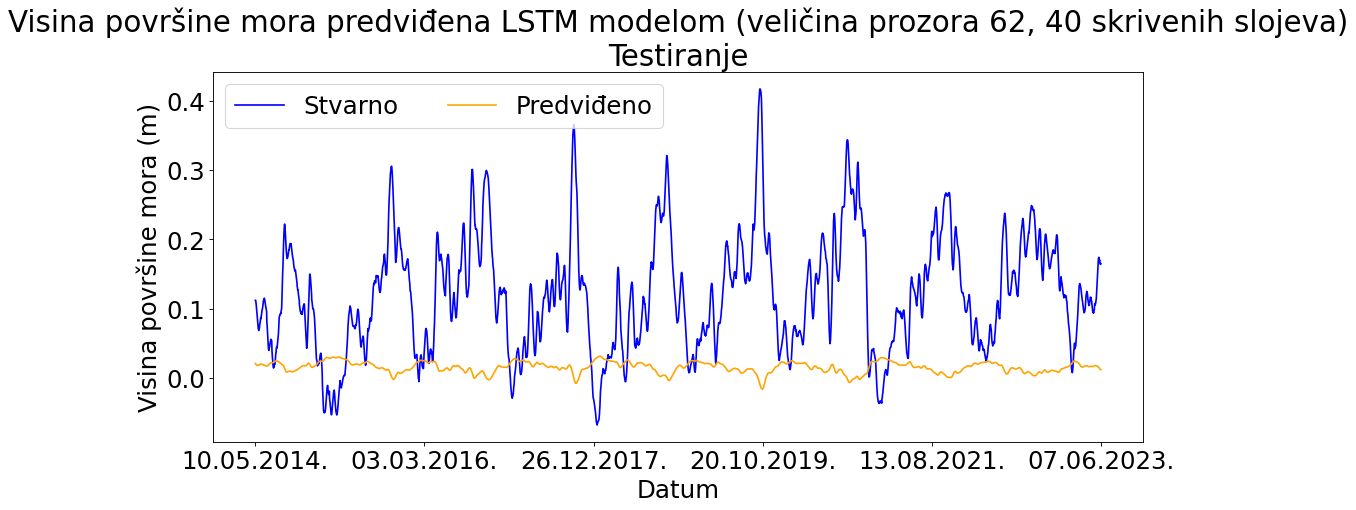 Visina površine mora predviđena LSTM modelom (veličina prozora 62, 40 skrivenih slojeva)
Testiranje
Stvarno
Predviđeno
Visina površine mora (m)
0.4
0.3
0.2
0.1
0.0
10.05.2014.
03.03.2016.
26.12.2017.
20.10.2019.
13.08.2021.
07.06.2023.
Datum